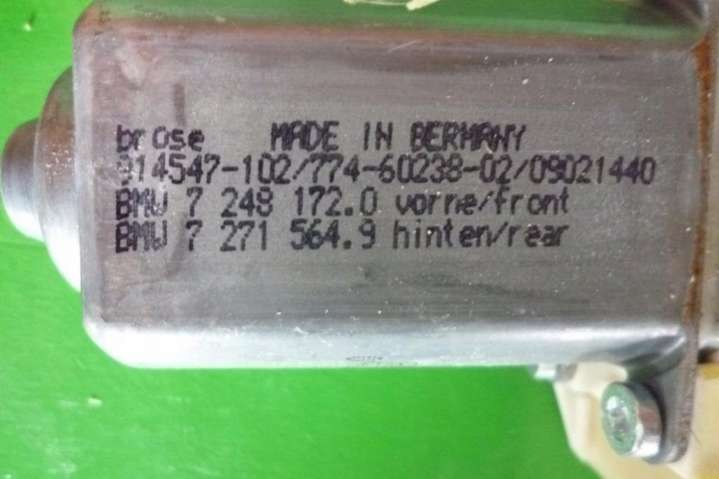 brose MADE IN GERMANY
914547-102/774-60238-02/09021440
BMW 7 248 172.0 vorne/front
BMW 7 271 564.9 hinten/rear